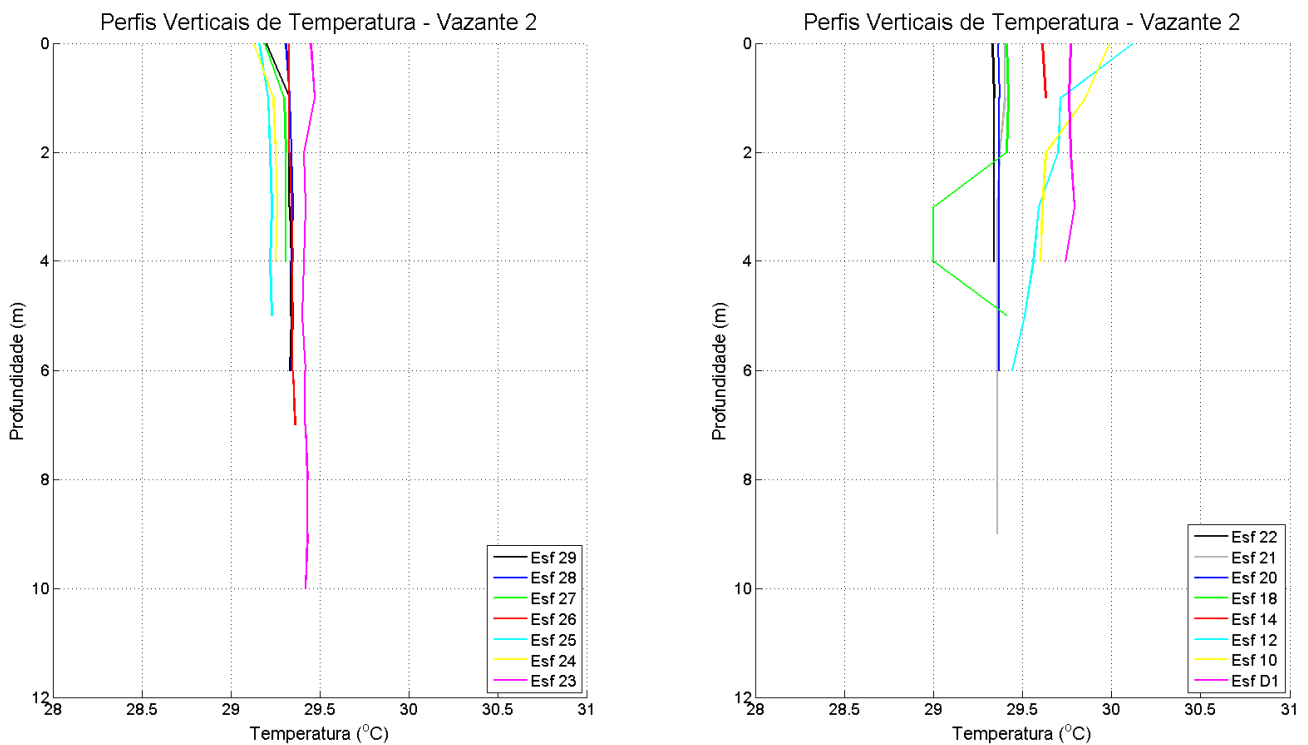 Perfis Verticais de Temperatura - Vazante 2
0
2
4
6
8
10
12
Profundidade (m)
28
28.5
29
29.5
30
30.5
31
Temperatura (°C)
Esf 29
Esf 28
Esf 27
Esf 26
Esf 25
Esf 24
Esf 23
Perfis Verticais de Temperatura - Vazante 2
0
2
4
6
8
10
12
Profundidade (m)
28
28.5
29
29.5
30
30.5
31
Temperatura (°C)
Esf 22
Esf 21
Esf 20
Esf 18
Esf 14
Esf 12
Esf 10
Esf D1